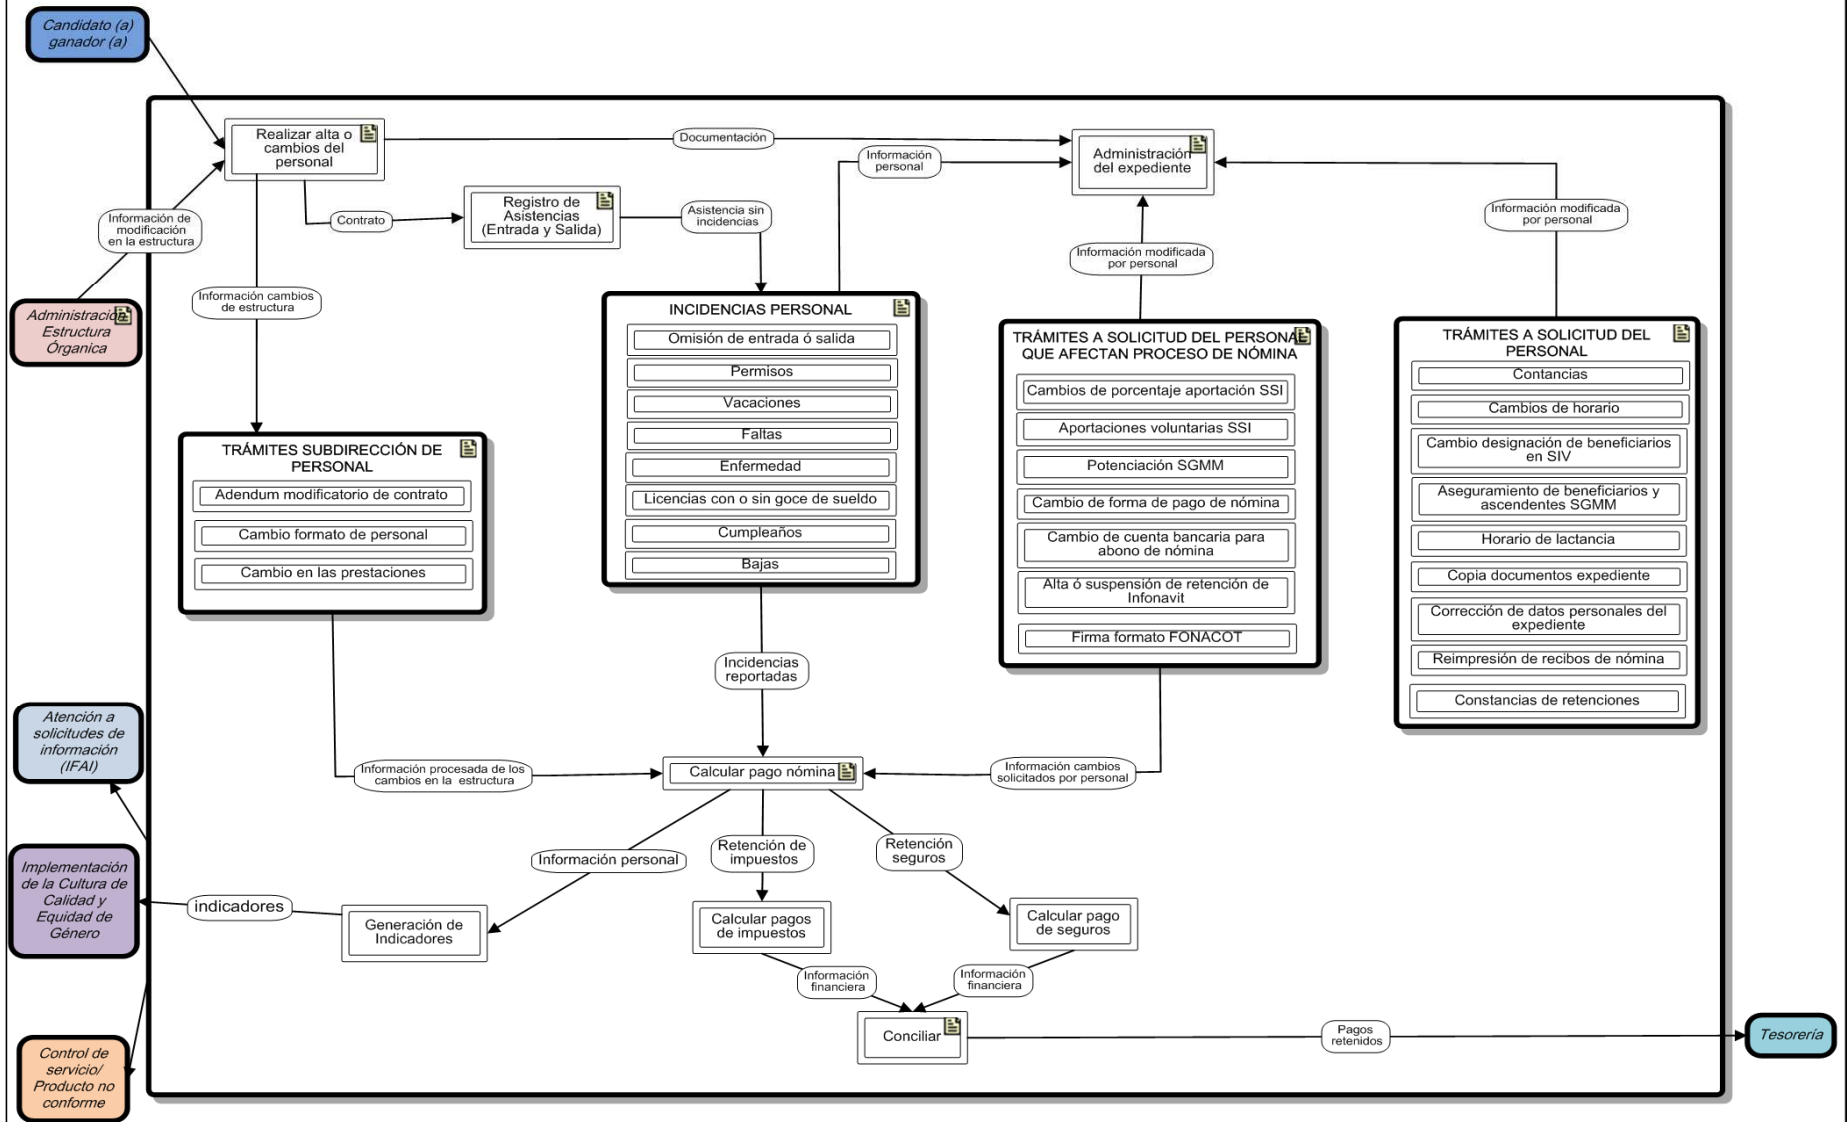 Candidato (a)
ganador (a)
Realizar alta o
cambios del
personal
Documentación
Información
personal
Administración
del expediente
Información de
modificación
en la estructura
Contrato
Registro de
Asistencias
(Entrada y Salida)
Asistencia sin
incidencias
Información modificada
por personal
Información modificada
por personal
Información cambios
de estructura
Administración
Estructura
Órganica
INCIDENCIAS PERSONAL
Omisión de entrada ó salida
Permisos
Vacaciones
Faltas
Enfermedad
Licencias con o sin goce de sueldo
Cumpleaños
Bajas
TRÁMITES A SOLICITUD DEL PERSONAL
QUE AFECTAN PROCESO DE NÓMINA
Cambios de porcentaje aportación SSI
Aportaciones voluntarias SSI
Potenciación SGMM
Cambio de forma de pago de nómina
Cambio de cuenta bancaria para
abono de nómina
Alta ó suspensión de retención de
Infonavit
Firma formato FONACOT
TRÁMITES A SOLICITUD DEL
PERSONAL
Contancias
Cambios de horario
Cambio designación de beneficiarios
en SIV
Aseguramiento de beneficiarios y
ascendentes SGMM
Horario de lactancia
Copia documentos expediente
Corrección de datos personales del
expediente
Reimpresión de recibos de nómina
Constancias de retenciones
TRÁMITES SUBDIRECCIÓN DE
PERSONAL
Adendum modificatorio de contrato
Cambio formato de personal
Cambio en las prestaciones
Incidencias
reportadas
Atención a
solicitudes de
información
(IFAI)
Información procesada de los
cambios en la estructura
Calcular pago nómina
Información cambios
solicitados por personal
Información personal
Retención de
impuestos
Retención
seguros
Implementación
de la Cultura de
Calidad y
Equidad de
Género
indicadores
Generación de
Indicadores
Calcular pagos
de impuestos
Calcular pago
de seguros
Información
financiera
Información
financiera
Conciliar
Pagos
retenidos
Tesorería
Control de
servicio/
Producto no
conforme